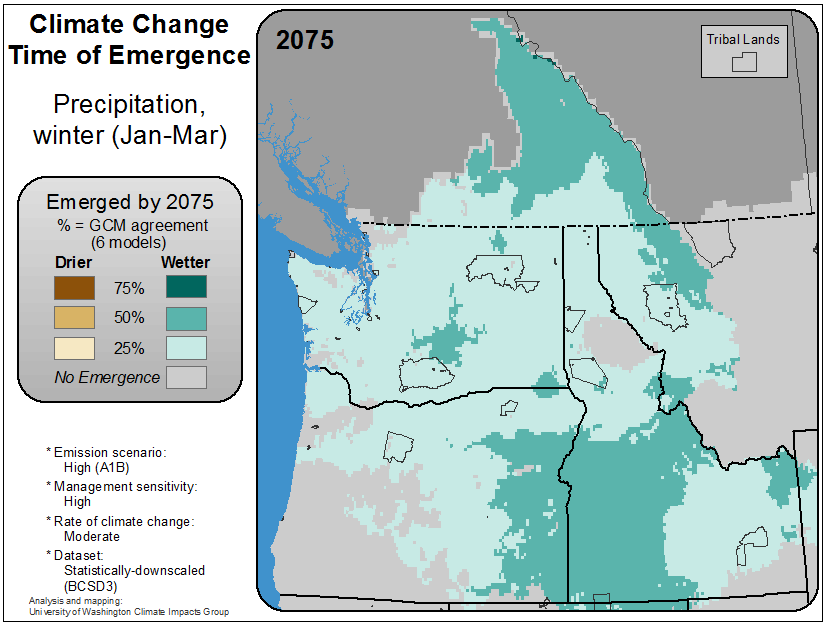 Climate Change
Time of Emergence
Precipitation,
winter (Jan-Mar)
Emerged by 2075
% = GCM agreement
(6 models)
Drier Wetter
75%
50%
25%
No Emergence
* Emission scenario:
High (A1B)
* Management sensitivity:
High
* Rate of climate change:
Moderate
* Dataset:
Statistically-downscaled
(BCSD3)
Analysis and mapping:
University of Washington Climate Impacts Group
2075
Tribal Lands